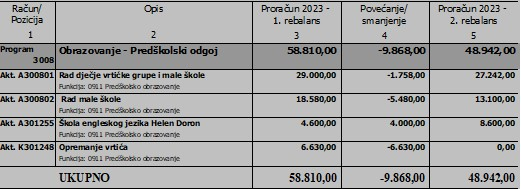 Račun/ Opis Proračun 2023 - Povećanje/ Proračun 2023 -
Pozicija 1. rebalans smanjenje 2. rebalans
1 2 3 4 5
Program Obrazovanje - Predškolski odgoj 58.810,00 -9.868,00 48.942,00
3008
Akt. A300801 Rad dječje vrtićke grupe i male škole 29.000,00 -1.758,00 27.242,00
Funkcija: 0911 Predškolsko obrazovanje
Akt. A300802 Rad male škole 18.580,00 -5.480,00 13.100,00
Funkcija: 0911 Predškolsko obrazovanje
Akt. A301255 Škola engleskog jezika Helen Doron 4.600,00 4.000,00 8.600,00
Funkcija: 0911 Predškolsko obrazovanje
Akt. K301248 Opremanje vrtića 6.630,00 -6.630,00 0,00
Funkcija: 0911 Predškolsko obrazovanje
UKUPNO 58.810,00 -9.868,00 48.942,00